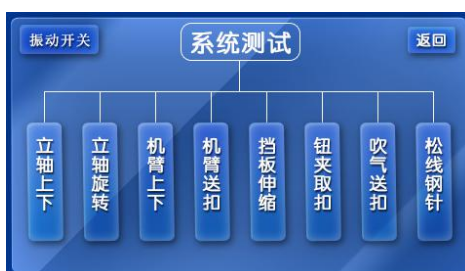 振动开关
系统测试
返回
立轴上下
立轴旋转
机臂上下
机臂送扣
挡板伸缩
钮夹取扣
吹气送扣
松线钢针